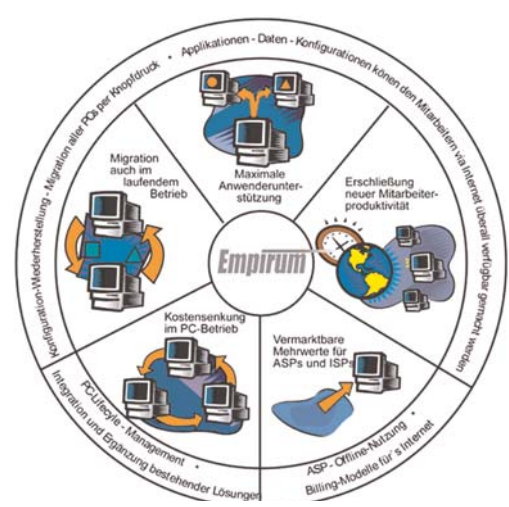 Konfiguration-Wiederherstellung - Migration aller PCs per Knopfdruck • Applikationen - Daten - Konfigurationen könen den Mitarbeitern via Internet überall verfügbar gemacht werden
Maximale
Anwenderunter-
stützung
Migration
auch im
laufendem
Betrieb
Erschließung
neuer Mitarbeiter-
produktivität
Empirum
Kostensenkung
im PC-Betrieb
Vermarktbare
Mehrwerte für
ASPs und ISPs
PC-Lifecyle - Management •
Integration und Ergänzung bestehender Lösungen
ASP - Offline-Nutzung •
Billing-Modelle für´s Internet